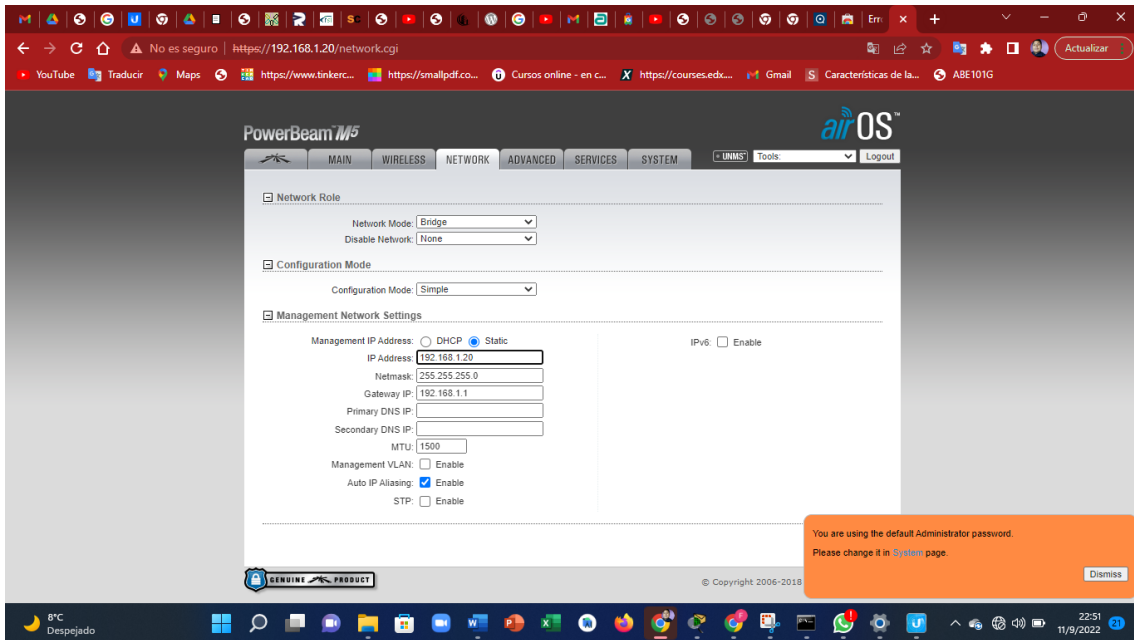 Erro
No es seguro | https://192.168.1.20/network.cgi
Actualizar
YouTube Traducir Maps https://www.tinkerc... https://smallpdf.co... Cursos online - en c... https://courses.edx.... Gmail Características de la... ABE101G
PowerBeam™M5
airOS™
MAIN WIRELESS NETWORK ADVANCED SERVICES SYSTEM UNMS™ Tools: Logout
Network Role
Network Mode: Bridge
Disable Network: None
Configuration Mode
Configuration Mode: Simple
Management Network Settings
Management IP Address: DHCP Static
IPv6: Enable
IP Address: 192.168.1.20
Netmask: 255.255.255.0
Gateway IP: 192.168.1.1
Primary DNS IP:
Secondary DNS IP:
MTU: 1500
Management VLAN: Enable
Auto IP Aliasing: Enable
STP: Enable
You are using the default Administrator password.
Please change it in System page.
Dismiss
GENUINE PRODUCT
© Copyright 2006-2018
8°C
Despejado
22:51
11/9/2022
21